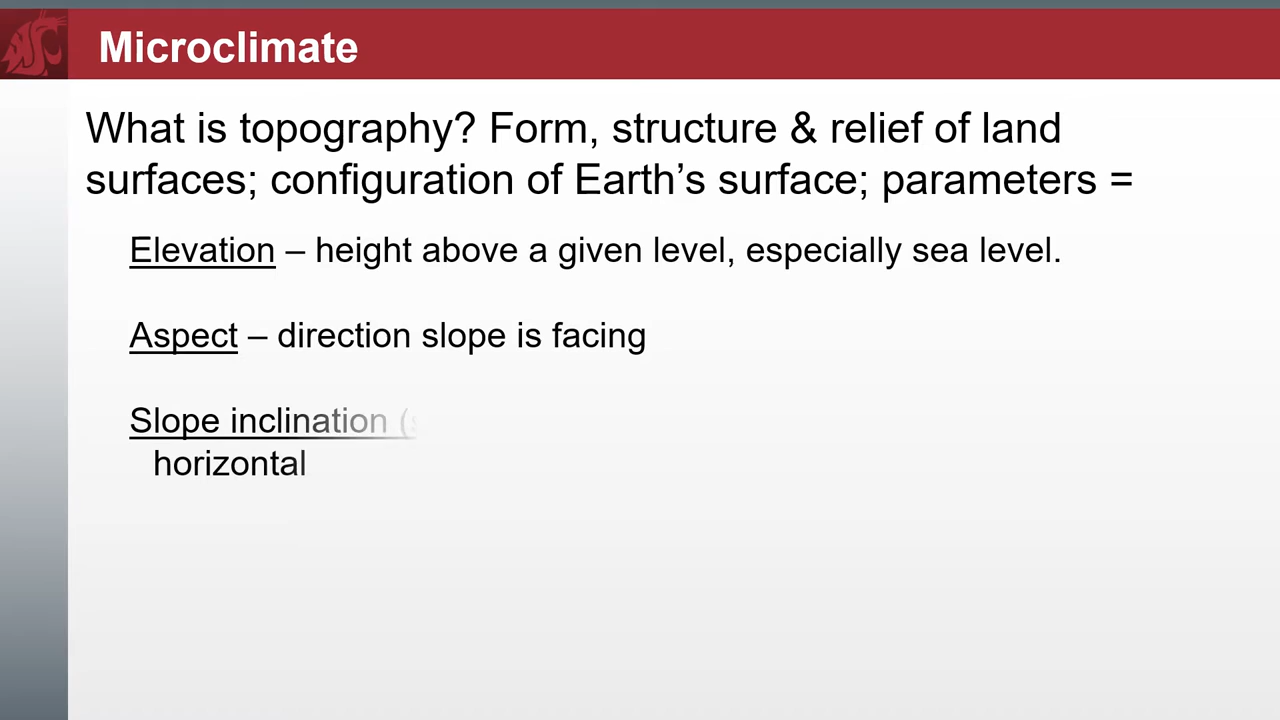 Microclimate
What is topography? Form, structure & relief of land
surfaces; configuration of Earth’s surface; parameters =
Elevation – height above a given level, especially sea level.
Aspect – direction slope is facing
Slope inclination (
horizontal